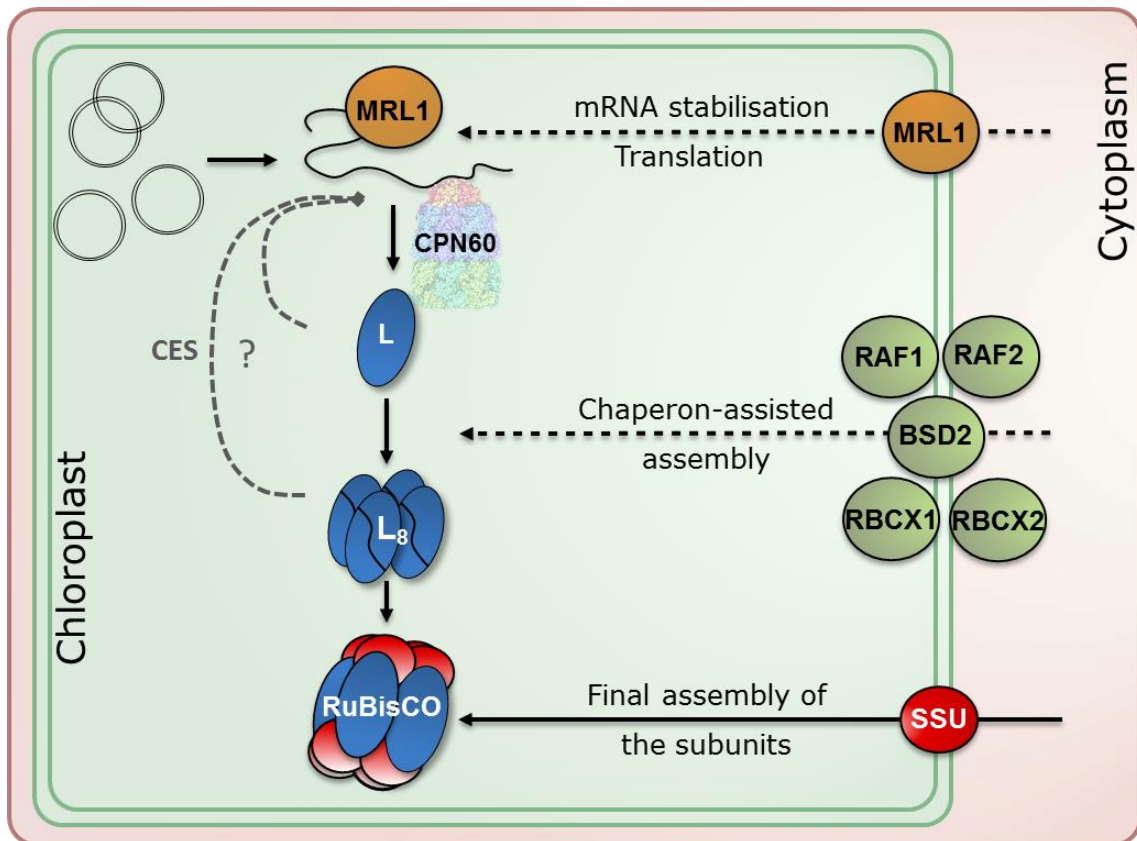 MRL1
mRNA stabilisation
MRL1
Translation
Cytoplasm
CPN60
L
CES
?
RAF1
RAF2
Chaperon-assisted
BSD2
assembly
Chloroplast
RBCX1
RBCX2
L₈
Final assembly of
RuBisCO
SSU
the subunits